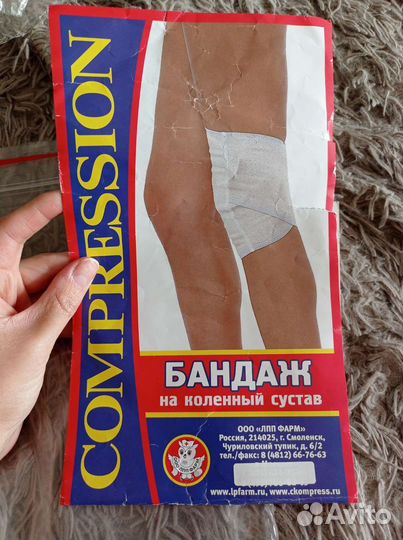 COMPRESSION
БАНДАЖ
на коленный сустав
ООО «ЛПП ФАРМ»
Россия, 214025, г. Смоленск,
Чуриловский тупик, д. 6/2
тел./факс: 8 (4812) 66-76-63
www.lpfarm.ru, www.ckompress.ru
Avito